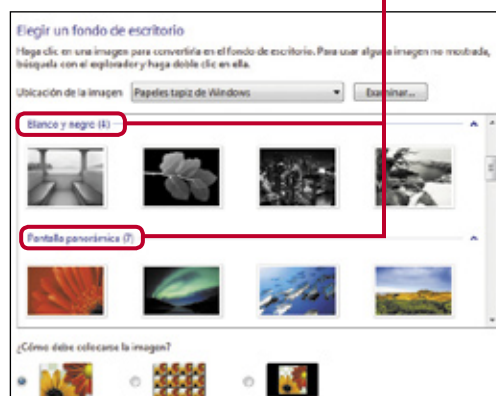 Elegir un fondo de escritorio
Haga clic en una imagen para convertirla en el fondo de escritorio. Para usar alguna imagen no mostrada,
búsquela con el explorador y haga doble clic en ella.
Ubicación de la imagen Papeles tapiz de Windows Examinar...
Blanco y negro (4)
Pantalla panorámica (7)
¿Cómo debe colocarse la imagen?